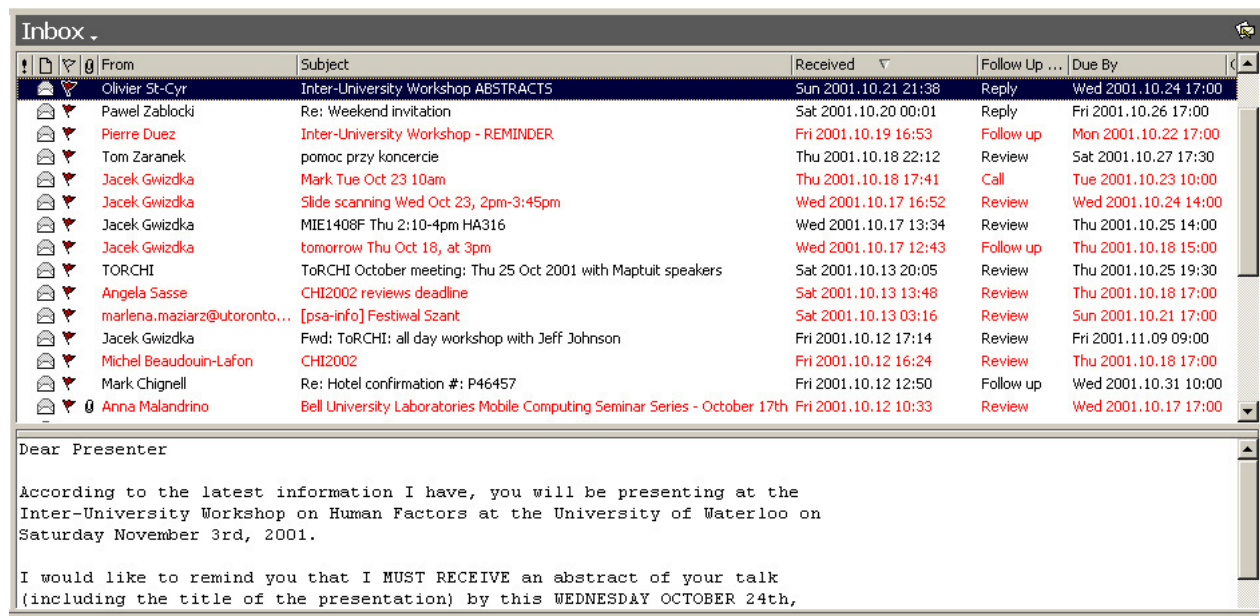 Inbox
! From Subject Received Follow Up ... Due By
Olivier St-Cyr Inter-University Workshop ABSTRACTS Sun 2001.10.21 21:38 Reply Wed 2001.10.24 17:00
Pawel Zablocki Re: Weekend invitation Sat 2001.10.20 00:01 Reply Fri 2001.10.26 17:00
Pierre Duez Inter-University Workshop - REMINDER Fri 2001.10.19 16:53 Follow up Mon 2001.10.22 17:00
Tom Zaranek pomoc przy koncercie Thu 2001.10.18 22:12 Review Sat 2001.10.27 17:30
Jacek Gwizdka Mark Tue Oct 23 10am Thu 2001.10.18 17:41 Call Tue 2001.10.23 10:00
Jacek Gwizdka Slide scanning Wed Oct 23, 2pm-3:45pm Wed 2001.10.17 16:52 Review Wed 2001.10.24 14:00
Jacek Gwizdka MIE1408F Thu 2:10-4pm HA316 Wed 2001.10.17 13:34 Review Thu 2001.10.25 14:00
Jacek Gwizdka tomorrow Thu Oct 18, at 3pm Wed 2001.10.17 12:43 Follow up Thu 2001.10.18 15:00
TORCHI ToRCHI October meeting: Thu 25 Oct 2001 with Maptuit speakers Sat 2001.10.13 20:05 Review Thu 2001.10.25 19:30
Angela Sasse CHI2002 reviews deadline Sat 2001.10.13 13:48 Review Thu 2001.10.18 17:00
marlena.maziarz@utoronto... [psa-info] Festiwal Szant Sat 2001.10.13 03:16 Review Sun 2001.10.21 17:00
Jacek Gwizdka Fwd: ToRCHI: all day workshop with Jeff Johnson Fri 2001.10.12 17:14 Review Fri 2001.11.09 09:00
Michel Beaudouin-Lafon CHI2002 Fri 2001.10.12 16:24 Review Thu 2001.10.18 17:00
Mark Chignell Re: Hotel confirmation #: P46457 Fri 2001.10.12 12:50 Follow up Wed 2001.10.31 10:00
Anna Malandrino Bell University Laboratories Mobile Computing Seminar Series - October 17th Fri 2001.10.12 10:33 Review Wed 2001.10.17 17:00
Dear Presenter
According to the latest information I have, you will be presenting at the
Inter-University Workshop on Human Factors at the University of Waterloo on
Saturday November 3rd, 2001.
I would like to remind you that I MUST RECEIVE an abstract of your talk
(including the title of the presentation) by this WEDNESDAY OCTOBER 24th,